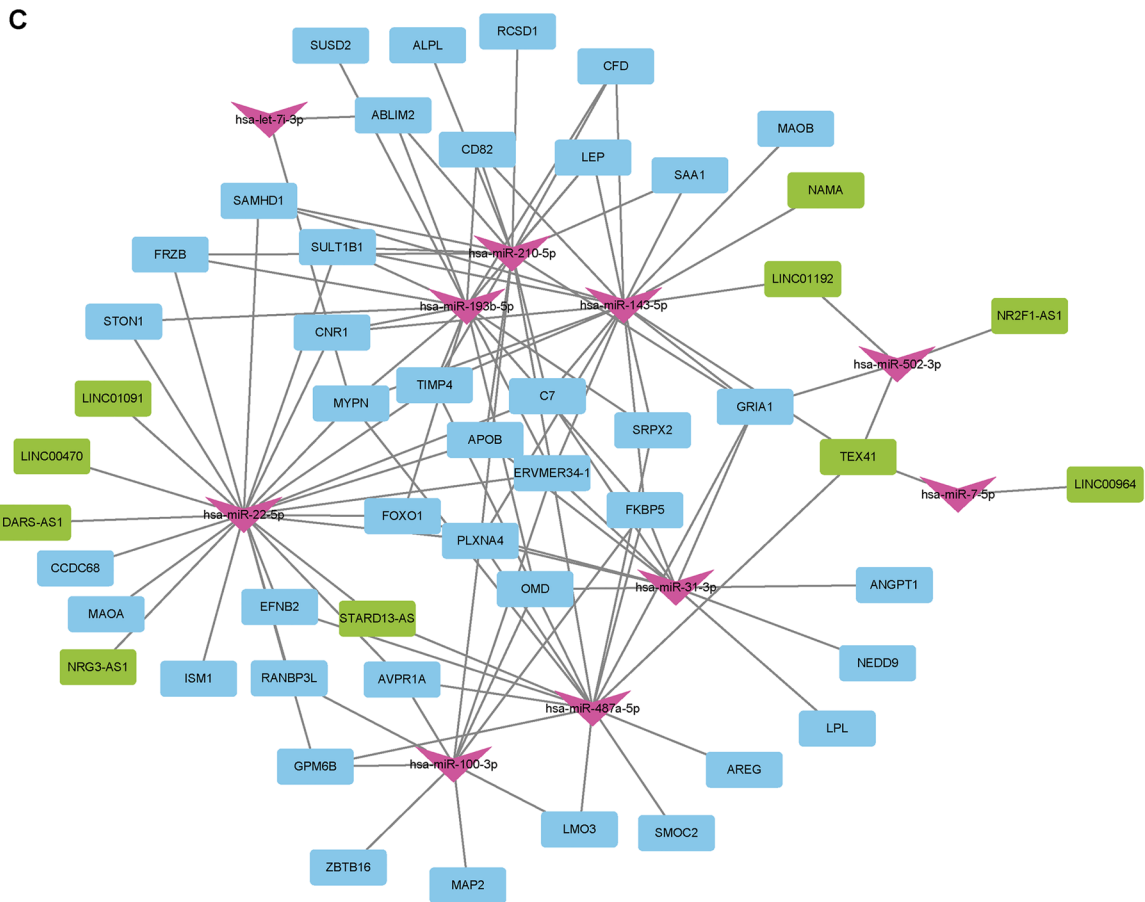 C
RCSD1
SUSD2
ALPL
CFD
ABLIM2
hsa-let-7i-3p
MAOB
CD82
LEP
SAA1
NAMA
SAMHD1
SULT1B1
FRZB
hsa-miR-210-5p
LINC01192
hsa-miR-193b-5p
hsa-miR-143-5p
NR2F1-AS1
STON1
CNR1
hsa-miR-502-3p
TIMP4
C7
LINC01091
MYPN
GRIA1
SRPX2
APOB
LINC00470
TEX41
ERVMER34-1
LINC00964
hsa-miR-7-5p
DARS-AS1
hsa-miR-22-5p
FOXO1
FKBP5
PLXNA4
CCDC68
OMD
hsa-miR-31-3p
ANGPT1
MAOA
EFNB2
STARD13-AS
NRG3-AS1
NEDD9
ISM1
RANBP3L
AVPR1A
hsa-miR-487a-5p
LPL
GPM6B
hsa-miR-100-3p
AREG
LMO3
SMOC2
ZBTB16
MAP2